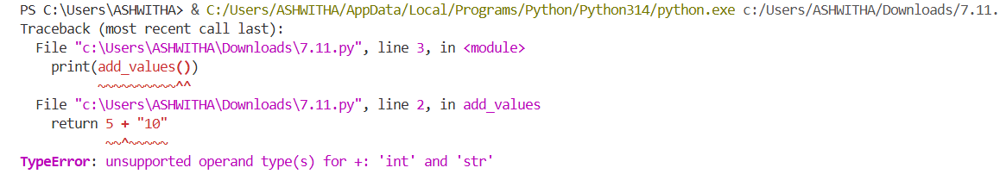 PS C:\Users\ASHWITHA> & C:/Users/ASHWITHA/AppData/Local/Programs/Python/Python314/python.exe c:/Users/ASHWITHA/Downloads/7.11.
Traceback (most recent call last):
  File "c:\Users\ASHWITHA\Downloads\7.11.py", line 3, in <module>
    print(add_values())
          ~~~~~~~~~~^^
  File "c:\Users\ASHWITHA\Downloads\7.11.py", line 2, in add_values
    return 5 + "10"
           ~~^~~~~~
TypeError: unsupported operand type(s) for +: 'int' and 'str'